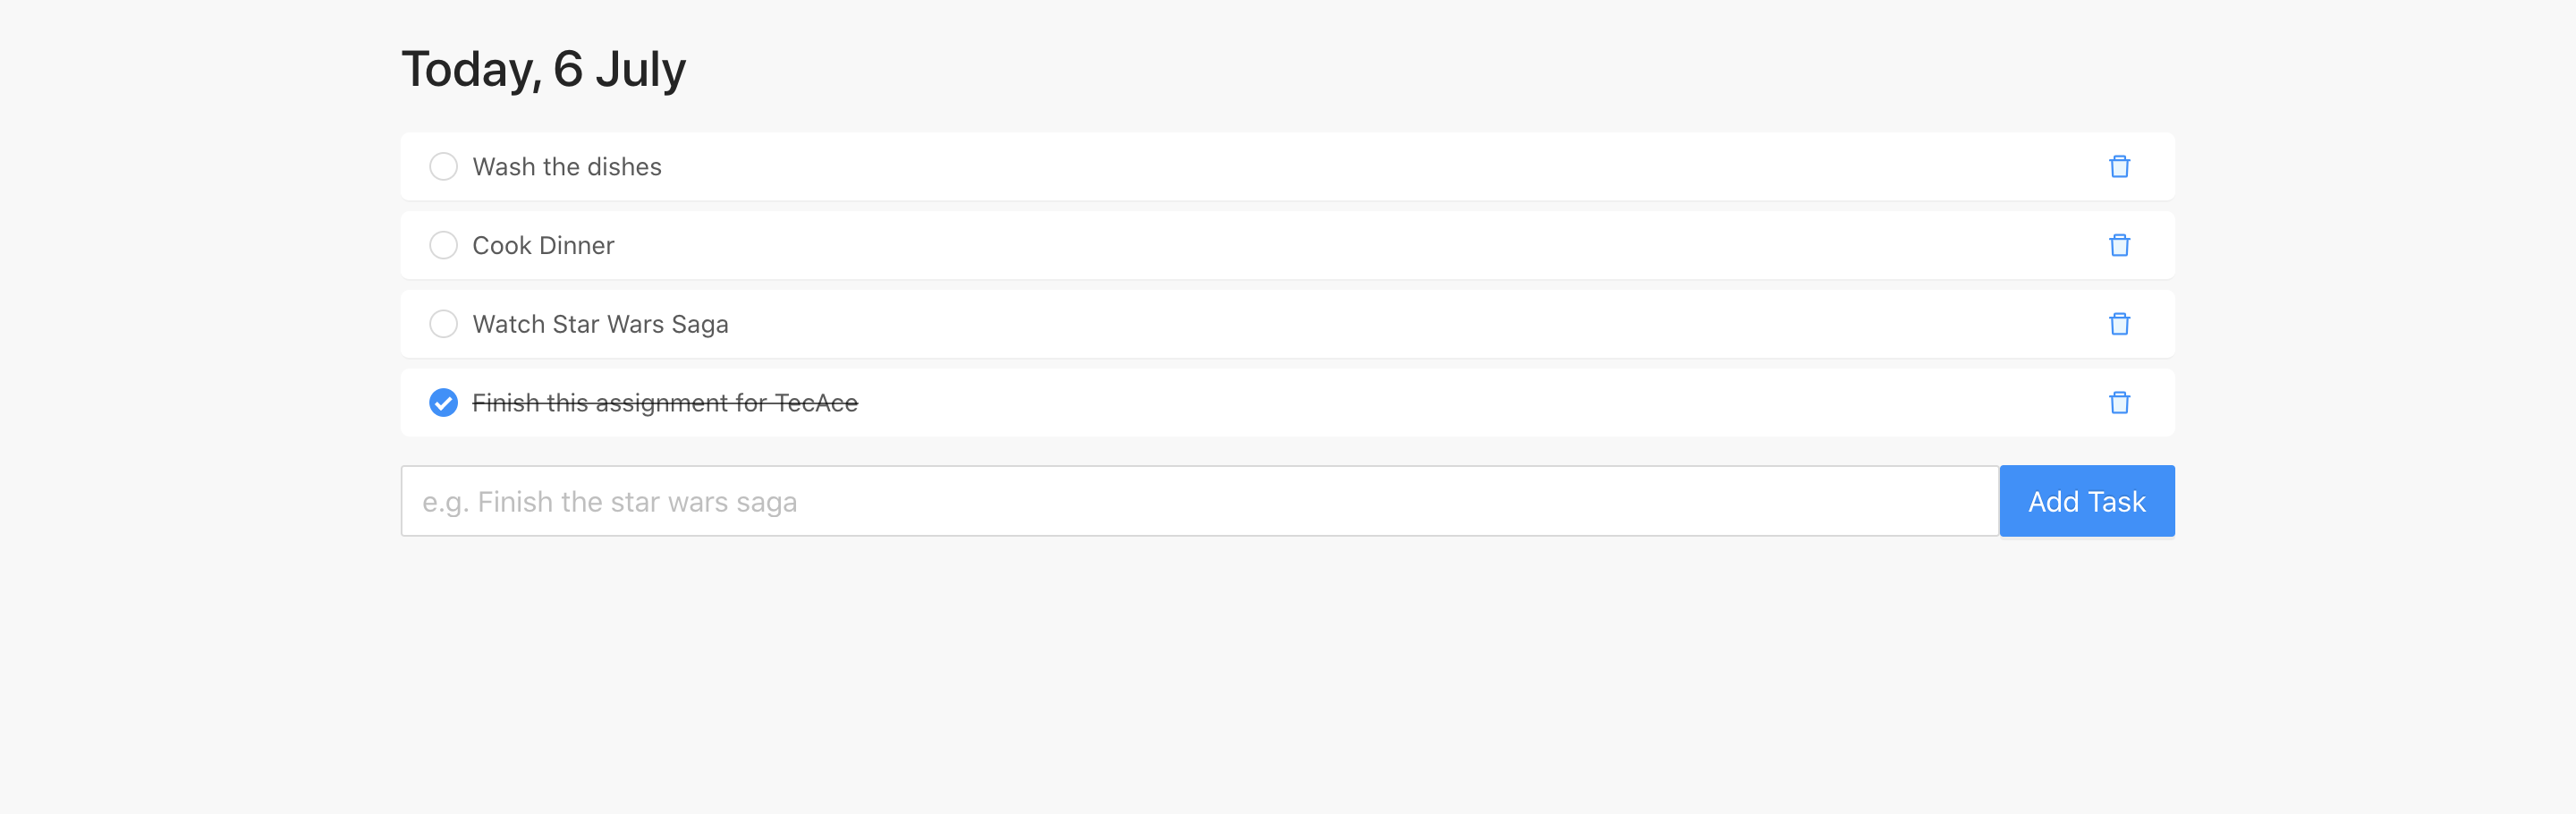 Today, 6 July
Wash the dishes
Cook Dinner
Watch Star Wars Saga
Finish this assignment for TecAce
e.g. Finish the star wars saga
Add Task